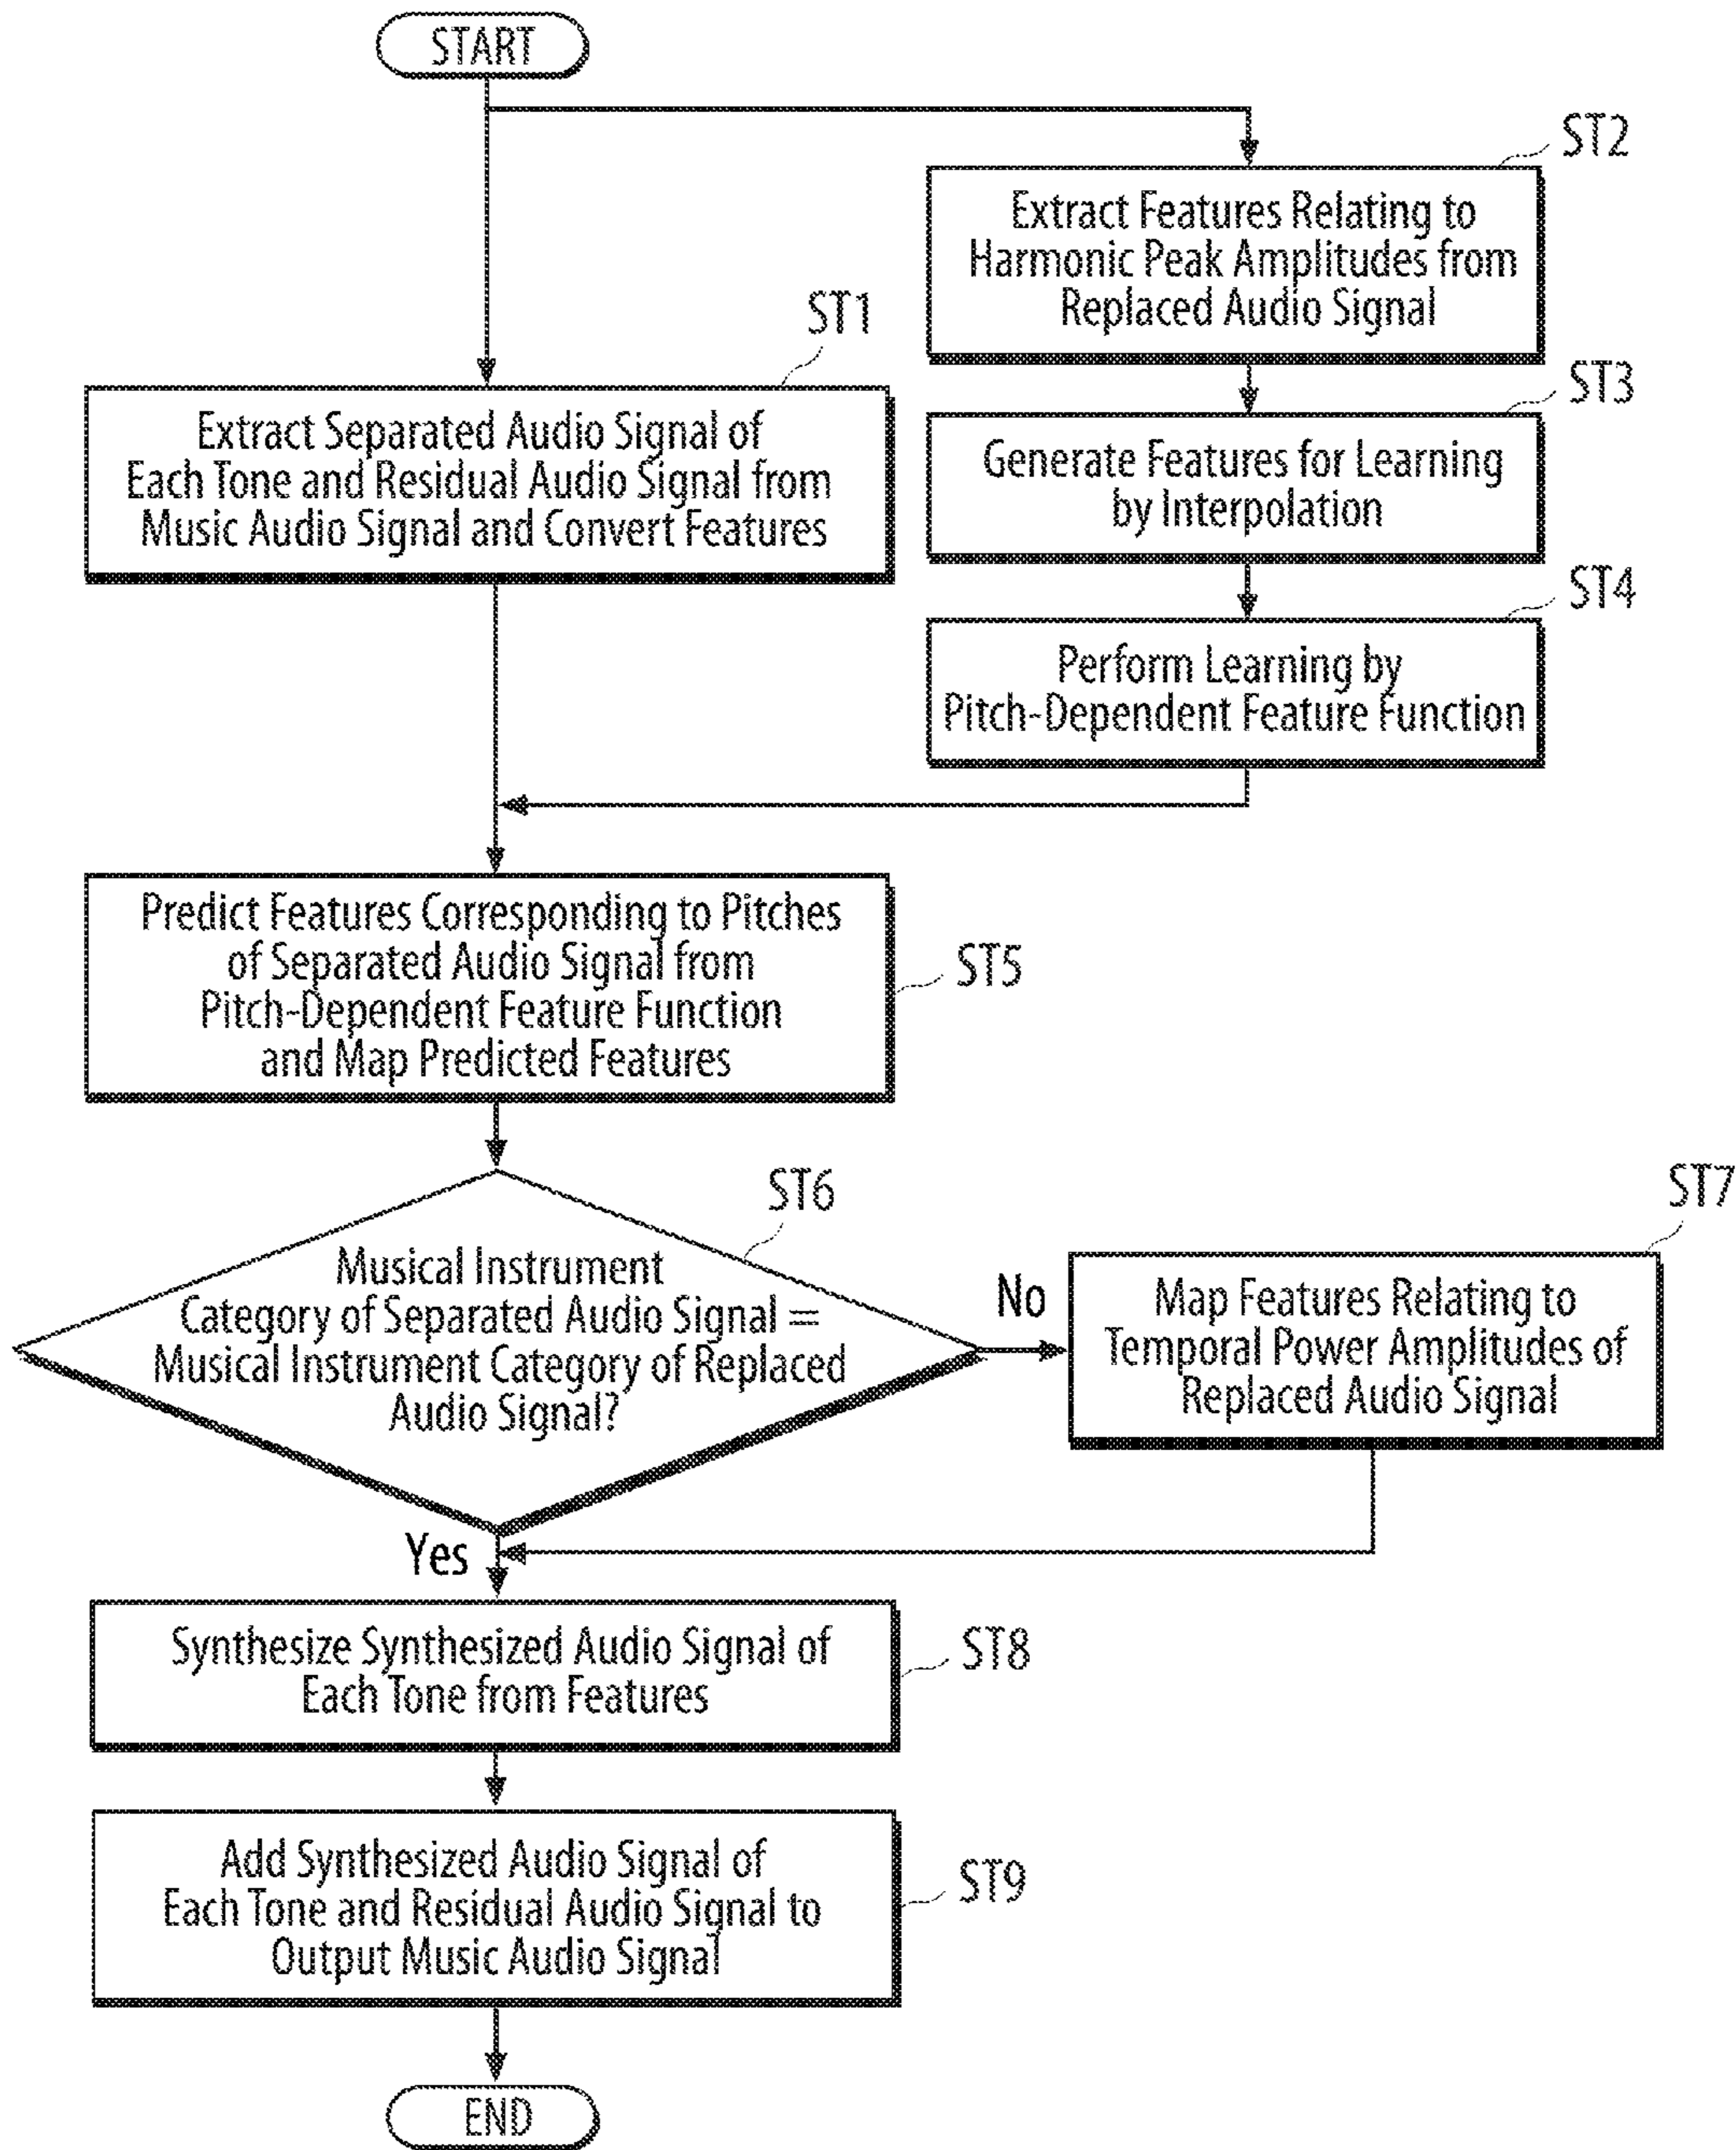 START
ST2
Extract Features Relating to
Harmonic Peak Amplitudes from
Replaced Audio Signal
ST1
Extract Separated Audio Signal of
Each Tone and Residual Audio Signal from
Music Audio Signal and Convert Features
ST3
Generate Features for Learning
by Interpolation
ST4
Perform Learning by
Pitch-Dependent Feature Function
Predict Features Corresponding to Pitches
of Separated Audio Signal from
Pitch-Dependent Feature Function
and Map Predicted Features
ST5
ST6
Musical Instrument
Category of Separated Audio Signal =
Musical Instrument Category of Replaced
Audio Signal?
No
ST7
Map Features Relating to
Temporal Power Amplitudes of
Replaced Audio Signal
Yes
Synthesize Synthesized Audio Signal of
Each Tone from Features
ST8
Add Synthesized Audio Signal of
Each Tone and Residual Audio Signal to
Output Music Audio Signal
ST9
END